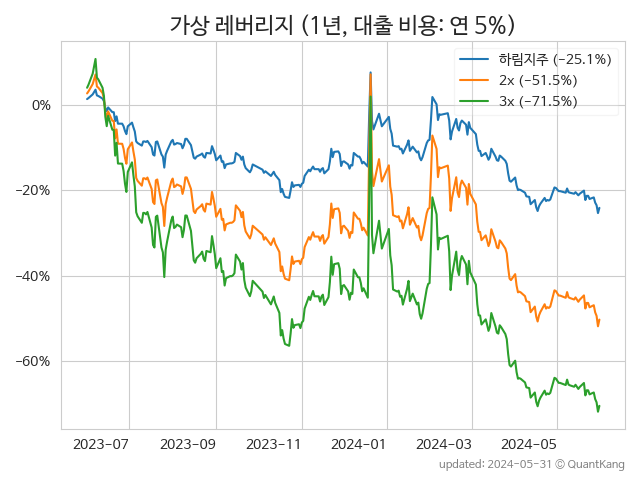 가상 레버리지 (1년, 대출 비용: 연 5%)
하림지주 (−25.1%)
2x (−51.5%)
3x (−71.5%)
0%
−20%
−40%
−60%
2023-07 2023-09 2023-11 2024-01 2024-03 2024-05
updated: 2024-05-31 © QuantKang